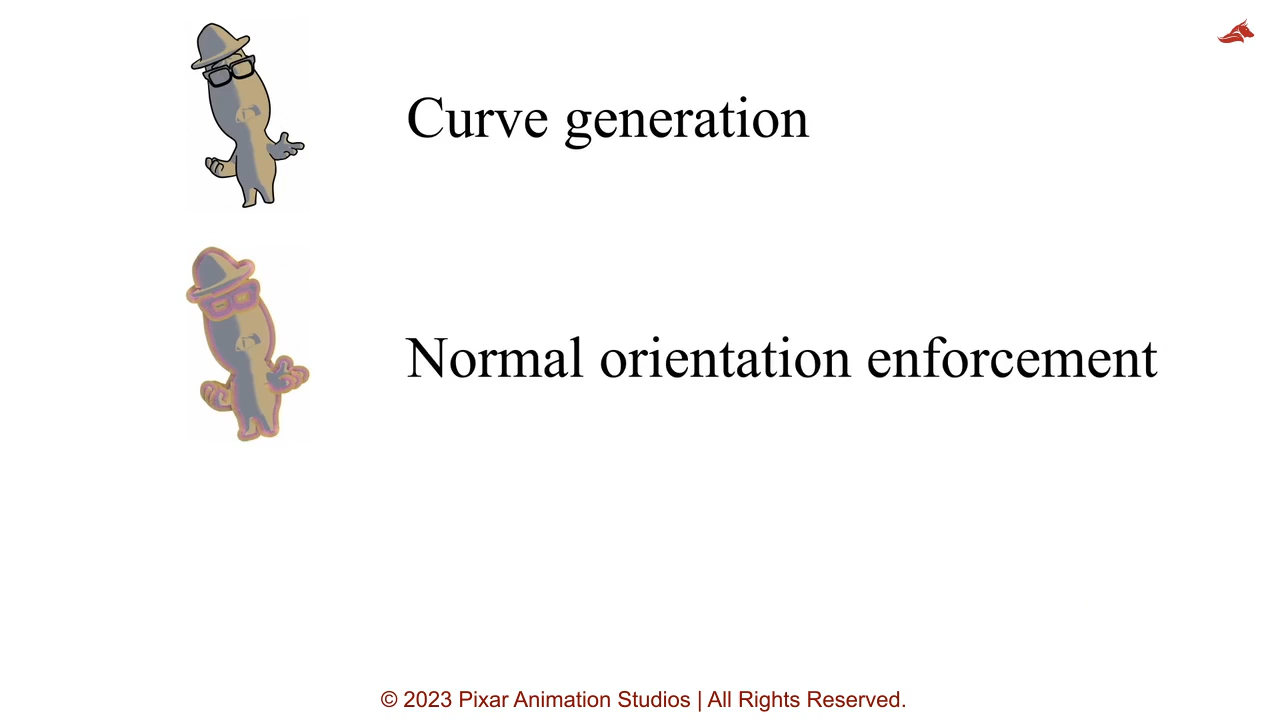 Curve generation
Normal orientation enforcement
© 2023 Pixar Animation Studios | All Rights Reserved.